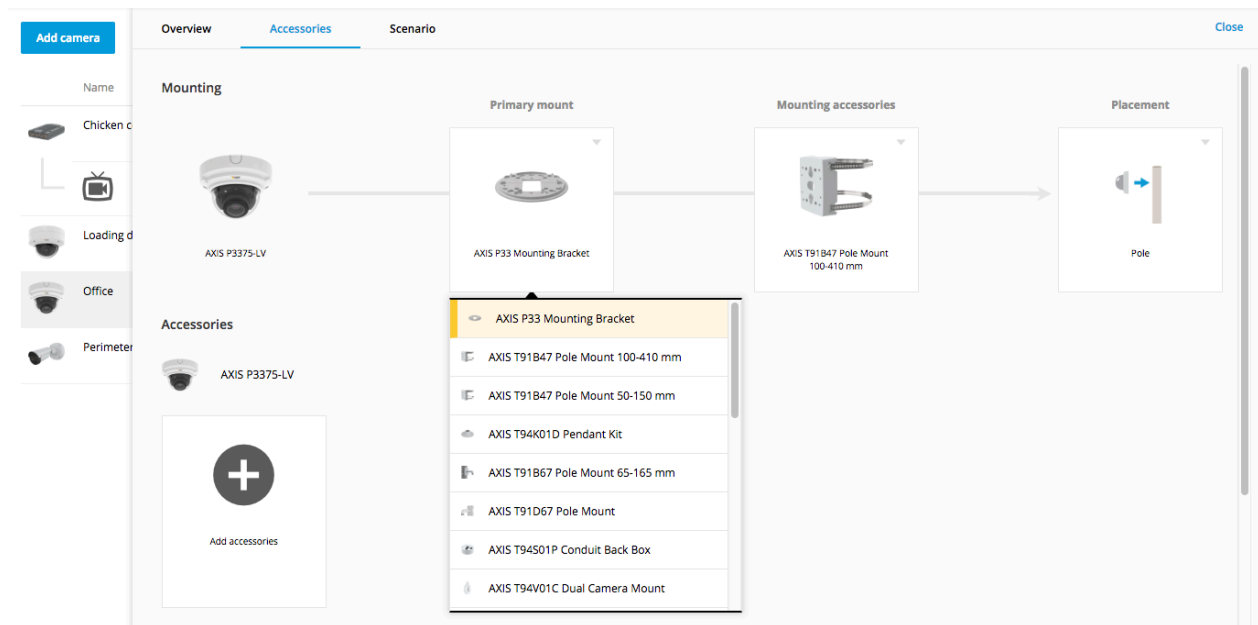 Add camera
Overview
Accessories
Scenario
Close
Name
Chicken c
Loading d
Office
Perimeter
Mounting
Primary mount
Mounting accessories
Placement
AXIS P3375-LV
AXIS P33 Mounting Bracket
AXIS T91B47 Pole Mount
100-410 mm
Pole
AXIS P33 Mounting Bracket
AXIS T91B47 Pole Mount 100-410 mm
AXIS T91B47 Pole Mount 50-150 mm
AXIS T94K01D Pendant Kit
AXIS T91B67 Pole Mount 65-165 mm
AXIS T91D67 Pole Mount
AXIS T94S01P Conduit Back Box
AXIS T94V01C Dual Camera Mount
Accessories
AXIS P3375-LV
Add accessories